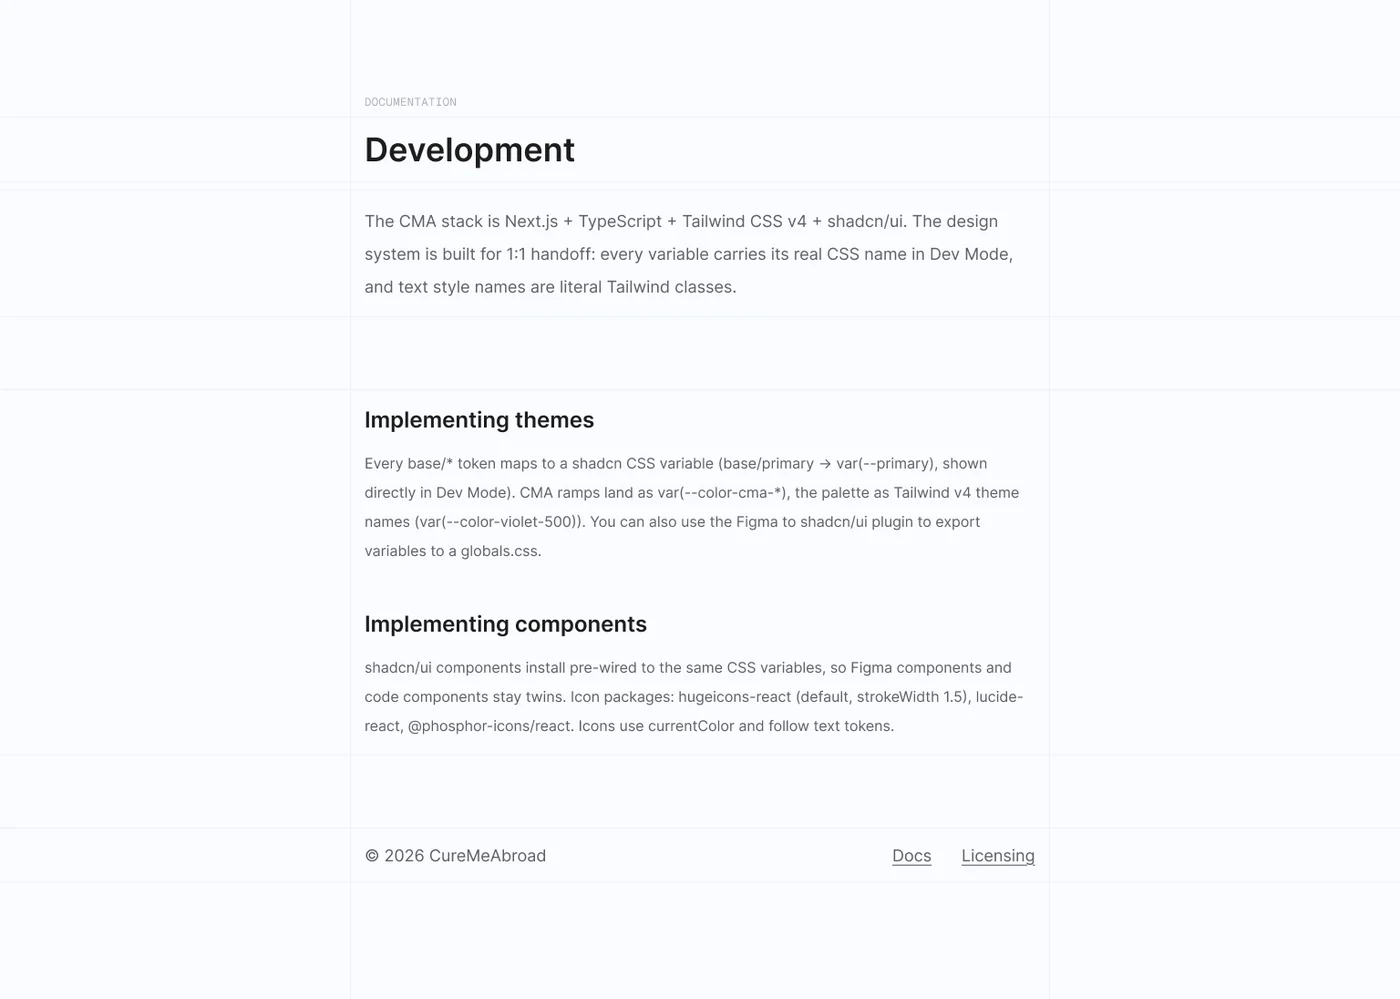 DOCUMENTATION
Development
The CMA stack is Next.js + TypeScript + Tailwind CSS v4 + shadcn/ui. The design
system is built for 1:1 handoff: every variable carries its real CSS name in Dev Mode,
and text style names are literal Tailwind classes.
Implementing themes
Every base/* token maps to a shadcn CSS variable (base/primary → var(--primary), shown
directly in Dev Mode). CMA ramps land as var(--color-cma-*), the palette as Tailwind v4 theme
names (var(--color-violet-500)). You can also use the Figma to shadcn/ui plugin to export
variables to a globals.css.
Implementing components
shadcn/ui components install pre-wired to the same CSS variables, so Figma components and
code components stay twins. Icon packages: hugeicons-react (default, strokeWidth 1.5), lucide-
react, @phosphor-icons/react. Icons use currentColor and follow text tokens.
© 2026 CureMeAbroad
Docs
Licensing